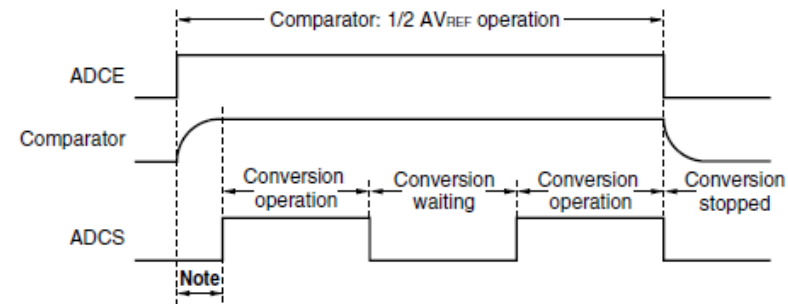 Comparator: 1/2 AVREF operation
ADCE
Comparator
Conversion operation
Conversion waiting
Conversion operation
Conversion stopped
ADCS
Note